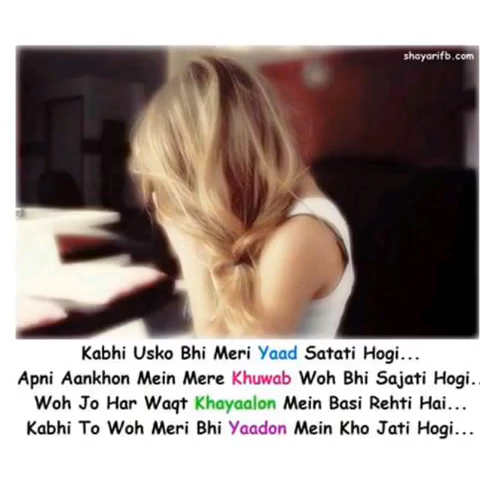 shayarifb.com
Kabhi Usko Bhi Meri Yaad Satati Hogi...
Apni Aankhon Mein Mere Khuwab Woh Bhi Sajati Hogi..
Woh Jo Har Waqt Khayaalon Mein Basi Rehti Hai...
Kabhi To Woh Meri Bhi Yaadon Mein Kho Jati Hogi...